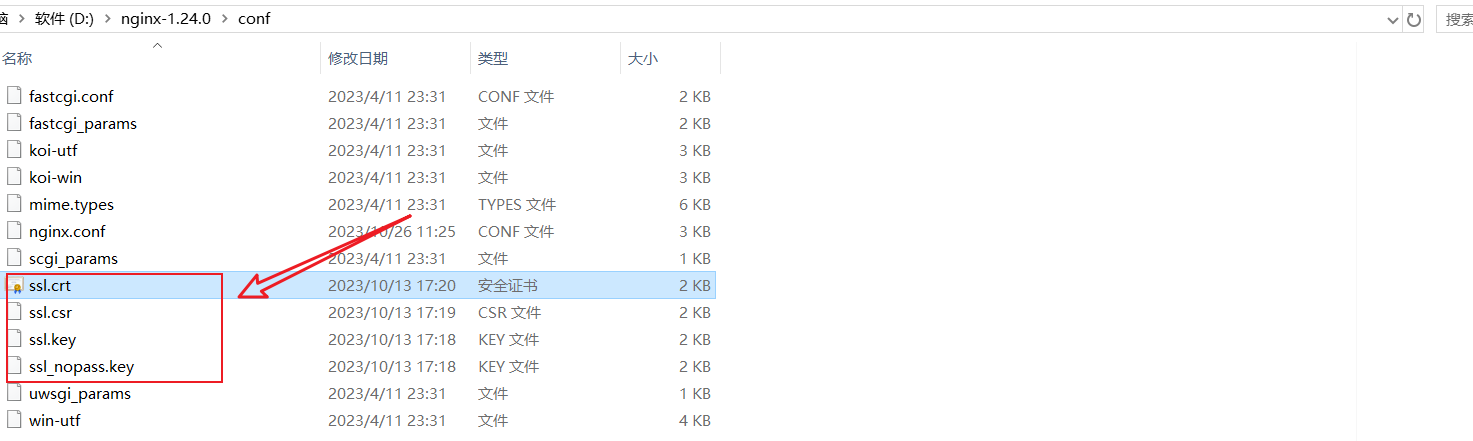 脑 > 软件 (D:) > nginx-1.24.0 > conf 搜索
名称 修改日期 类型 大小
fastcgi.conf 2023/4/11 23:31 CONF 文件 2 KB
fastcgi_params 2023/4/11 23:31 文件 2 KB
koi-utf 2023/4/11 23:31 文件 3 KB
koi-win 2023/4/11 23:31 文件 3 KB
mime.types 2023/4/11 23:31 TYPES 文件 6 KB
nginx.conf 2023/10/26 11:25 CONF 文件 3 KB
scgi_params 2023/4/11 23:31 文件 1 KB
ssl.crt 2023/10/13 17:20 安全证书 2 KB
ssl.csr 2023/10/13 17:19 CSR 文件 2 KB
ssl.key 2023/10/13 17:18 KEY 文件 2 KB
ssl_nopass.key 2023/10/13 17:18 KEY 文件 2 KB
uwsgi_params 2023/4/11 23:31 文件 1 KB
win-utf 2023/4/11 23:31 文件 4 KB